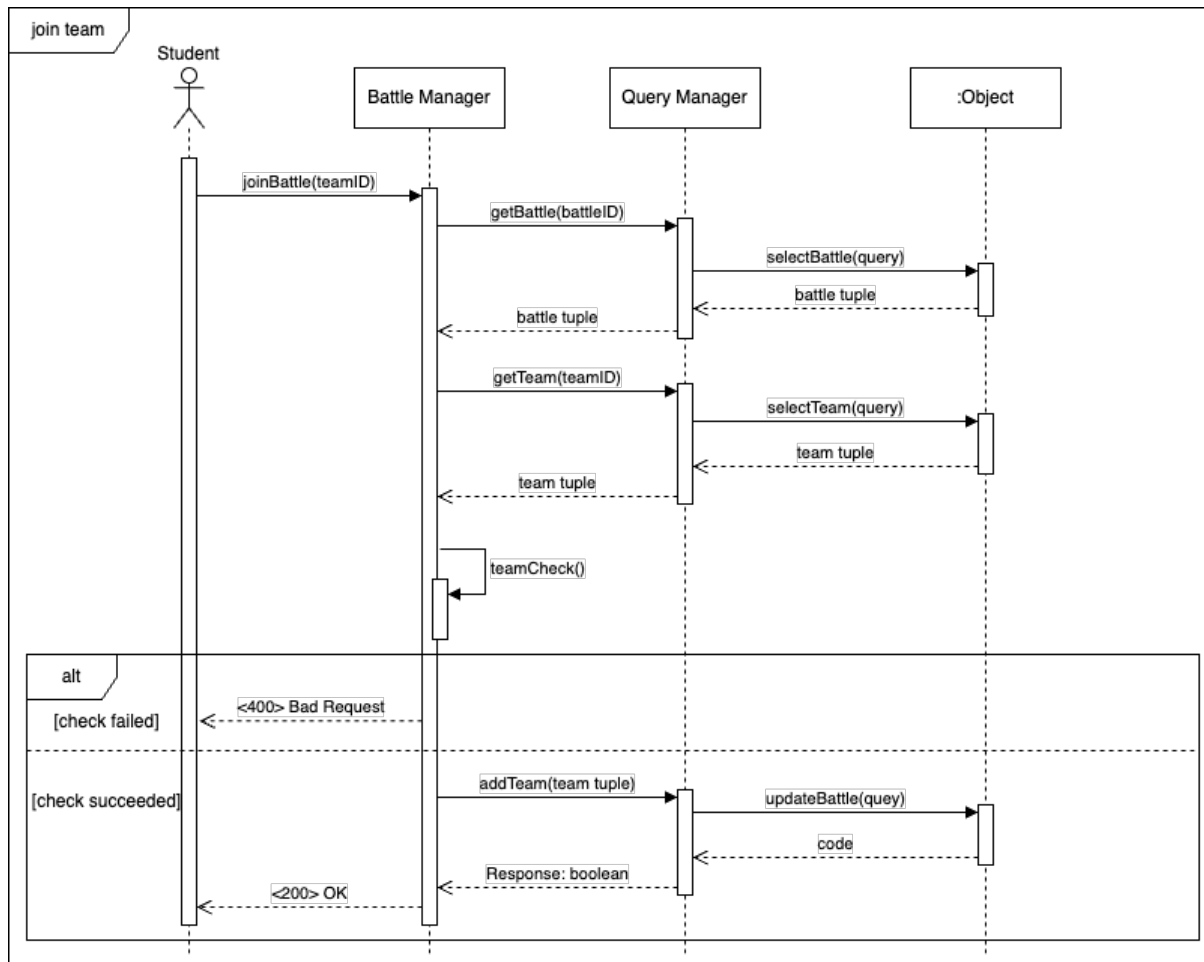 join team
Student
Battle Manager
Query Manager
:Object
joinBattle(teamID)
getBattle(battleID)
selectBattle(query)
battle tuple
battle tuple
getTeam(teamID)
selectTeam(query)
team tuple
team tuple
teamCheck()
alt
<400> Bad Request
[check failed]
addTeam(team tuple)
[check succeeded]
updateBattle(quey)
code
Response: boolean
<200> OK